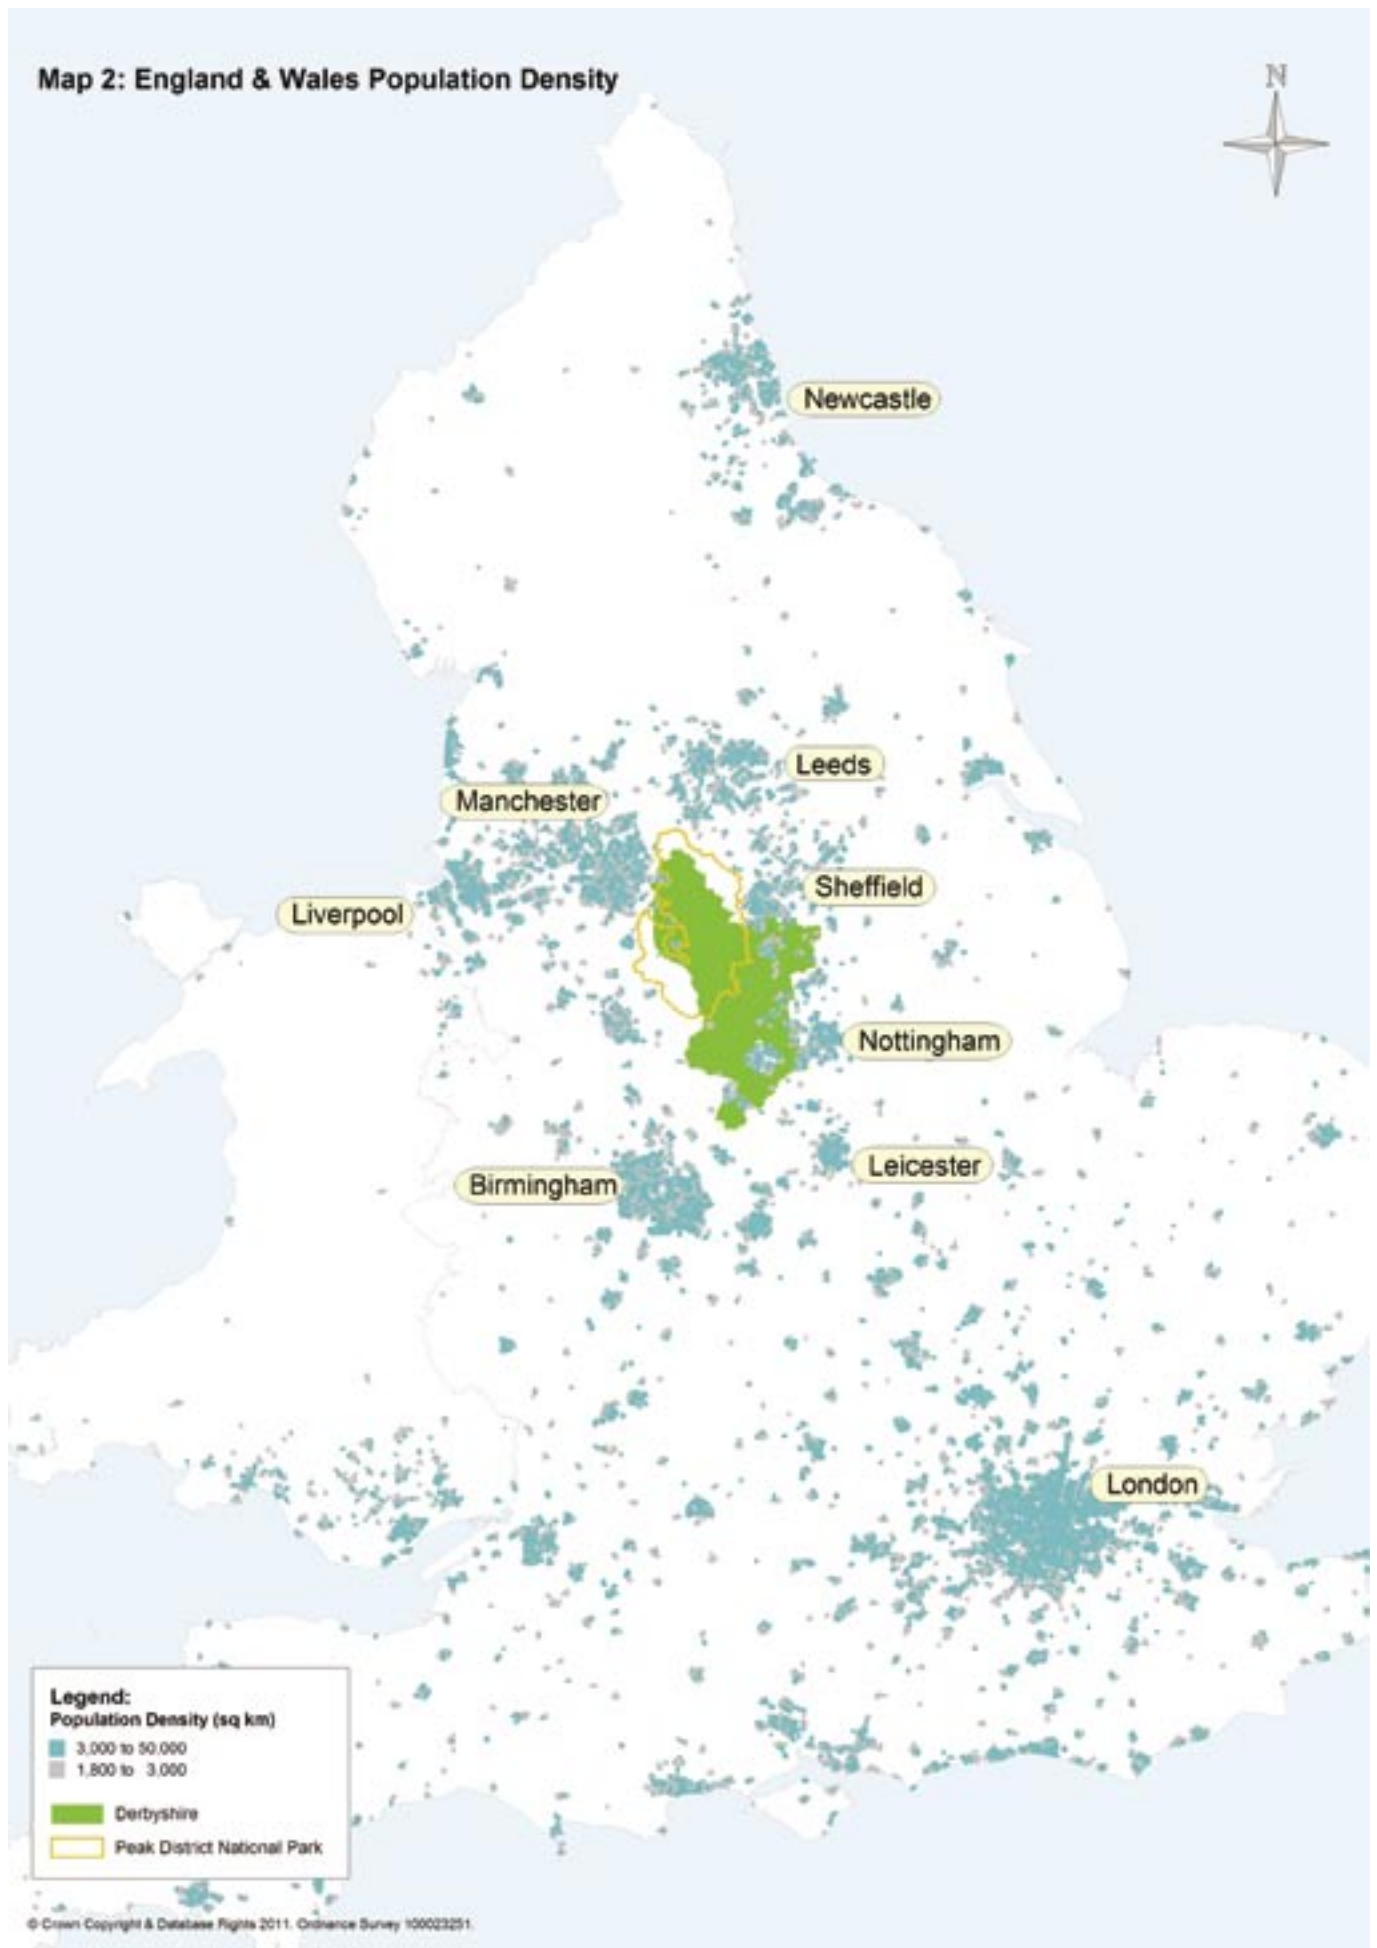 Map 2: England & Wales Population Density
N
Newcastle
Leeds
Manchester
Sheffield
Liverpool
Nottingham
Leicester
Birmingham
London
Legend:
Population Density (sq km)
3,000 to 50,000
1,800 to 3,000
Derbyshire
Peak District National Park
© Crown Copyright & Database Rights 2011. Ordnance Survey 100023251.